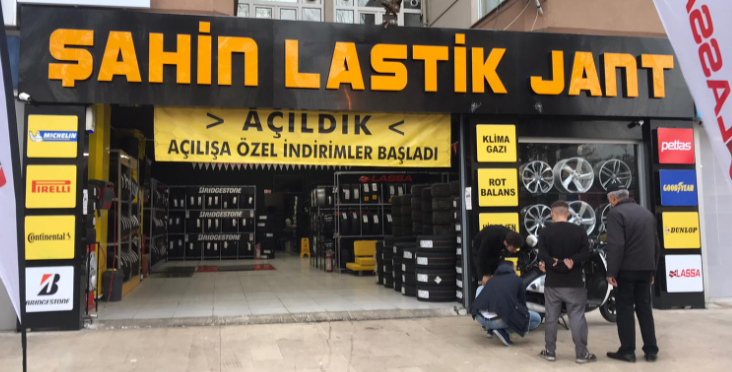 ŞAHİN LASTİK JANT
> AÇILDIK <
AÇILIŞA ÖZEL İNDİRİMLER BAŞLADI
MICHELIN
PIRELLI
Continental
BRIDGESTONE
BRIDGESTONE
BRIDGESTONE
BRIDGESTONE
LASSA
KLİMA
GAZI
ROT
BALANS
petlas
GOODYEAR
DUNLOP
LASSA
LASSA